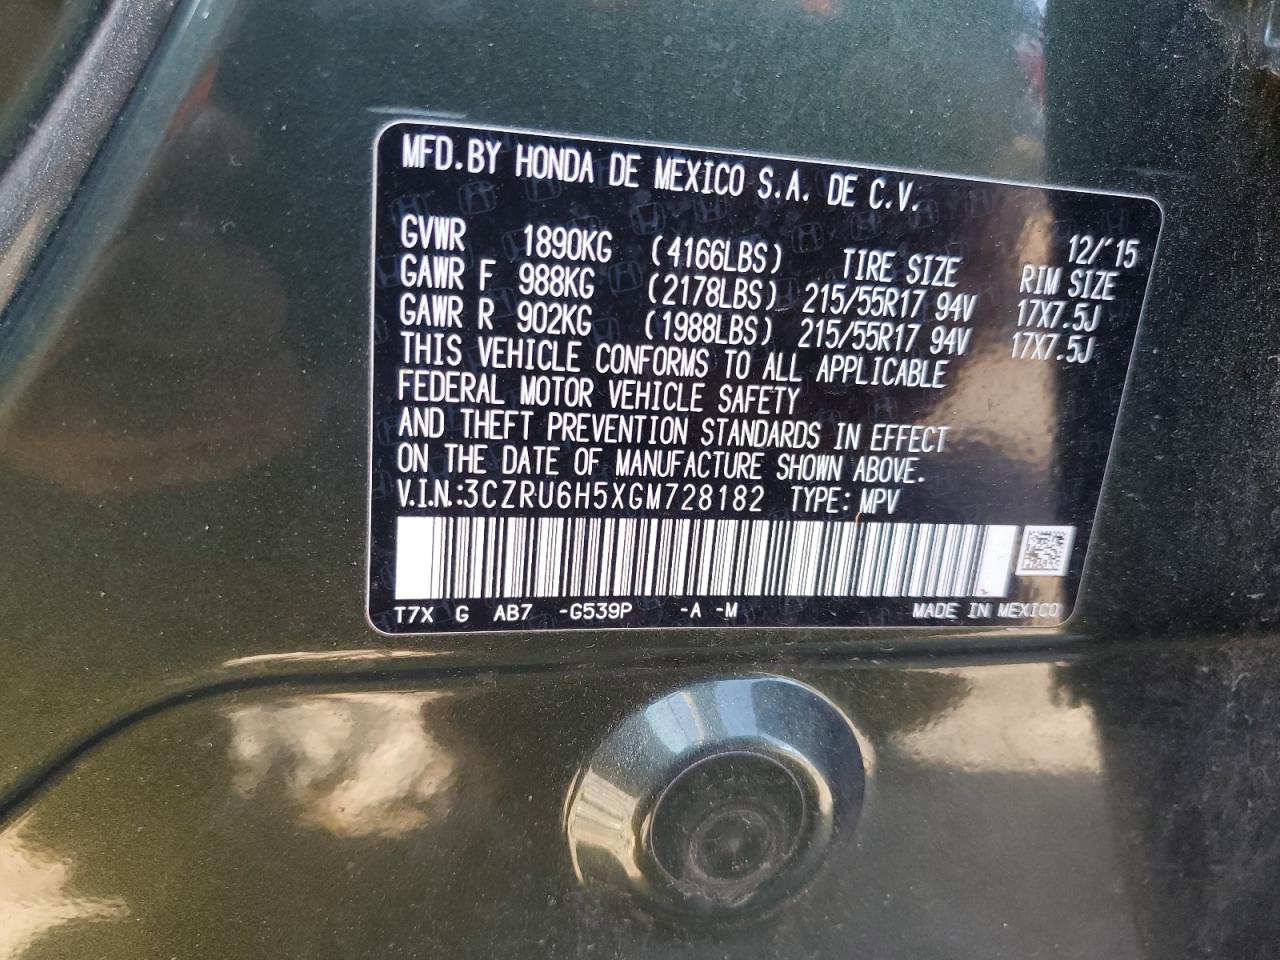 MFD.BY HONDA DE MEXICO S.A. DE C.V.
12/'15
GVWR 1890KG (4166LBS) TIRE SIZE RIM SIZE
GAWR F 988KG (2178LBS) 215/55R17 94V 17X7.5J
GAWR R 902KG (1988LBS) 215/55R17 94V 17X7.5J
THIS VEHICLE CONFORMS TO ALL APPLICABLE
FEDERAL MOTOR VEHICLE SAFETY
AND THEFT PREVENTION STANDARDS IN EFFECT
ON THE DATE OF MANUFACTURE SHOWN ABOVE.
V.I.N.:3CZRU6H5XGM728182 TYPE: MPV
T7X G AB7 -G539P -A -M MADE IN MEXICO